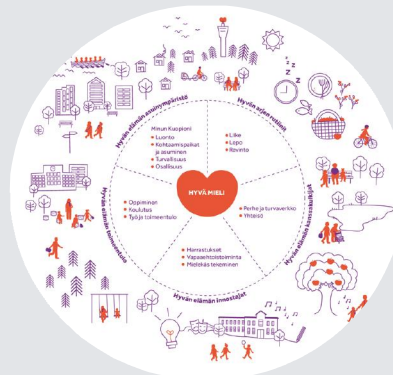 Hyvän elämän asuinympäristö
Minun Kuopioni
Luonto
Kohtaamispaikat
ja asuminen
Turvallisuus
Osallisuus
Hyvän arjen rutiinit
Liike
Lepo
Ravinto
z z z
HYVÄ MIELI
Hyvän elämän toimeentulo
Oppiminen
Koulutus
Työ ja toimeentulo
Perhe ja turvaverkko
Yhteisö
Hyvän elämän kanssakulkijat
Harrastukset
Vapaaehtoistoiminta
Mielekäs tekeminen
Hyvän elämän innostajat